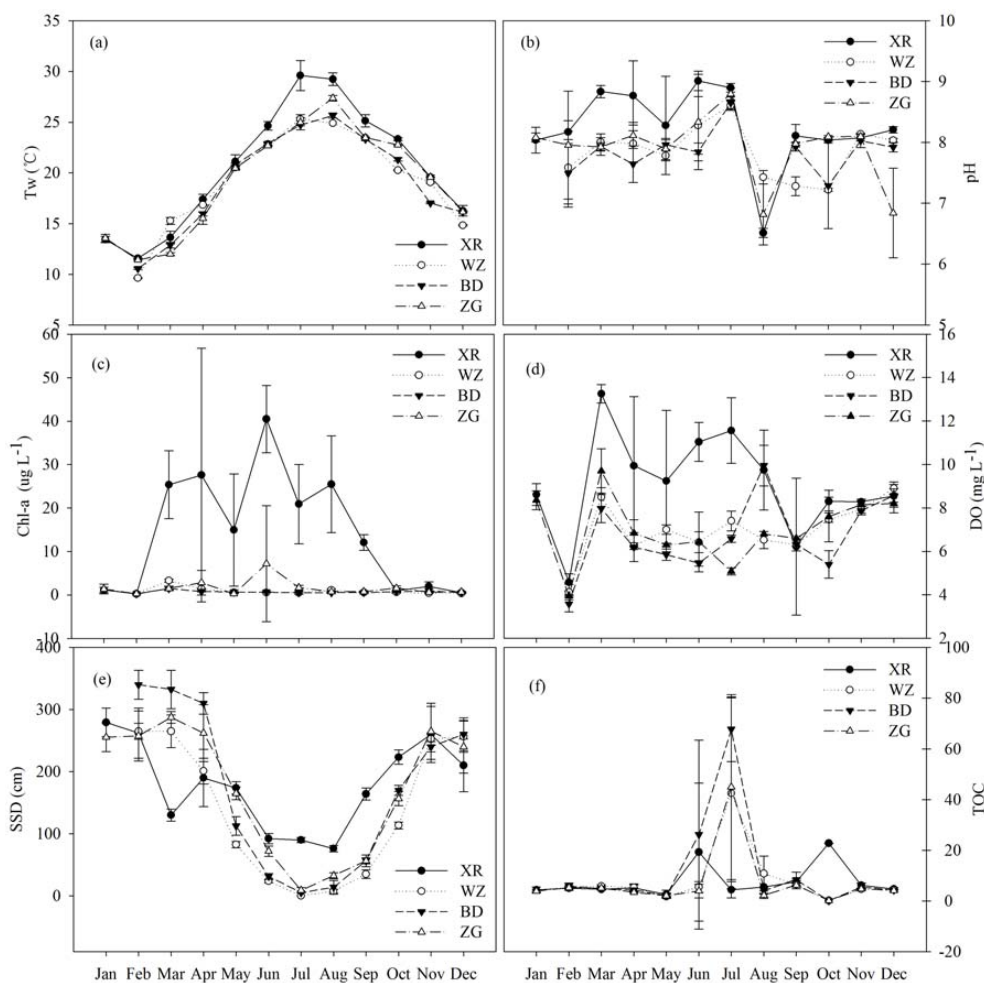 (a)
Tw (℃)
35
30
25
20
15
10
5
XR
WZ
BD
ZG
(b)
pH
10
9
8
7
6
5
XR
WZ
BD
ZG
(c)
Chl-a (ug L-1)
60
50
40
30
20
10
0
-10
XR
WZ
BD
ZG
(d)
DO (mg L-1)
16
14
12
10
8
6
4
2
XR
WZ
BD
ZG
(e)
SSD (cm)
400
300
200
100
0
XR
WZ
BD
ZG
Jan Feb Mar Apr May Jun Jul Aug Sep Oct Nov Dec
(f)
TOC
100
80
60
40
20
0
-20
XR
WZ
BD
ZG
Jan Feb Mar Apr May Jun Jul Aug Sep Oct Nov Dec